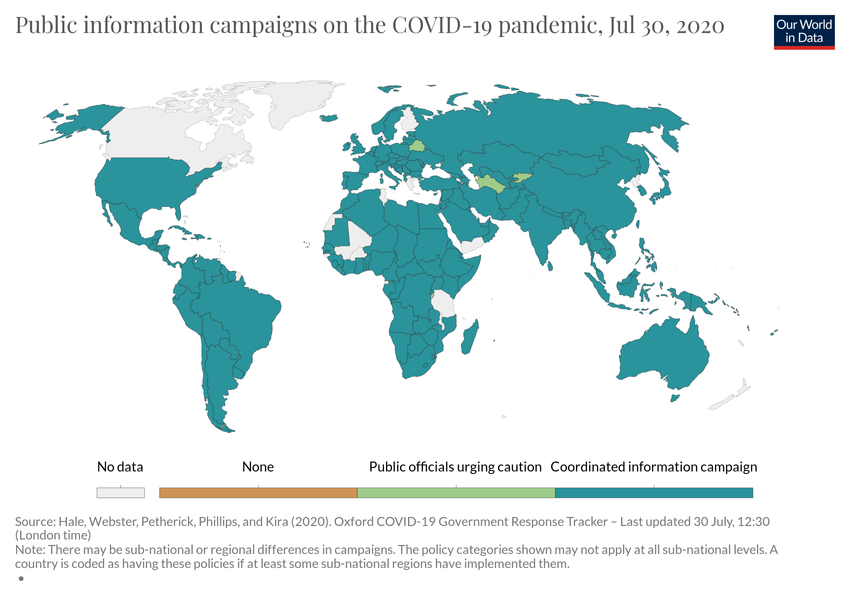 Public information campaigns on the COVID-19 pandemic, Jul 30, 2020
Our World
in Data
No data
None
Public officials urging caution
Coordinated information campaign
Source: Hale, Webster, Petherick, Phillips, and Kira (2020). Oxford COVID-19 Government Response Tracker – Last updated 30 July, 12:30
(London time)
Note: There may be sub-national or regional differences in campaigns. The policy categories shown may not apply at all sub-national levels. A
country is coded as having these policies if at least some sub-national regions have implemented them.
•